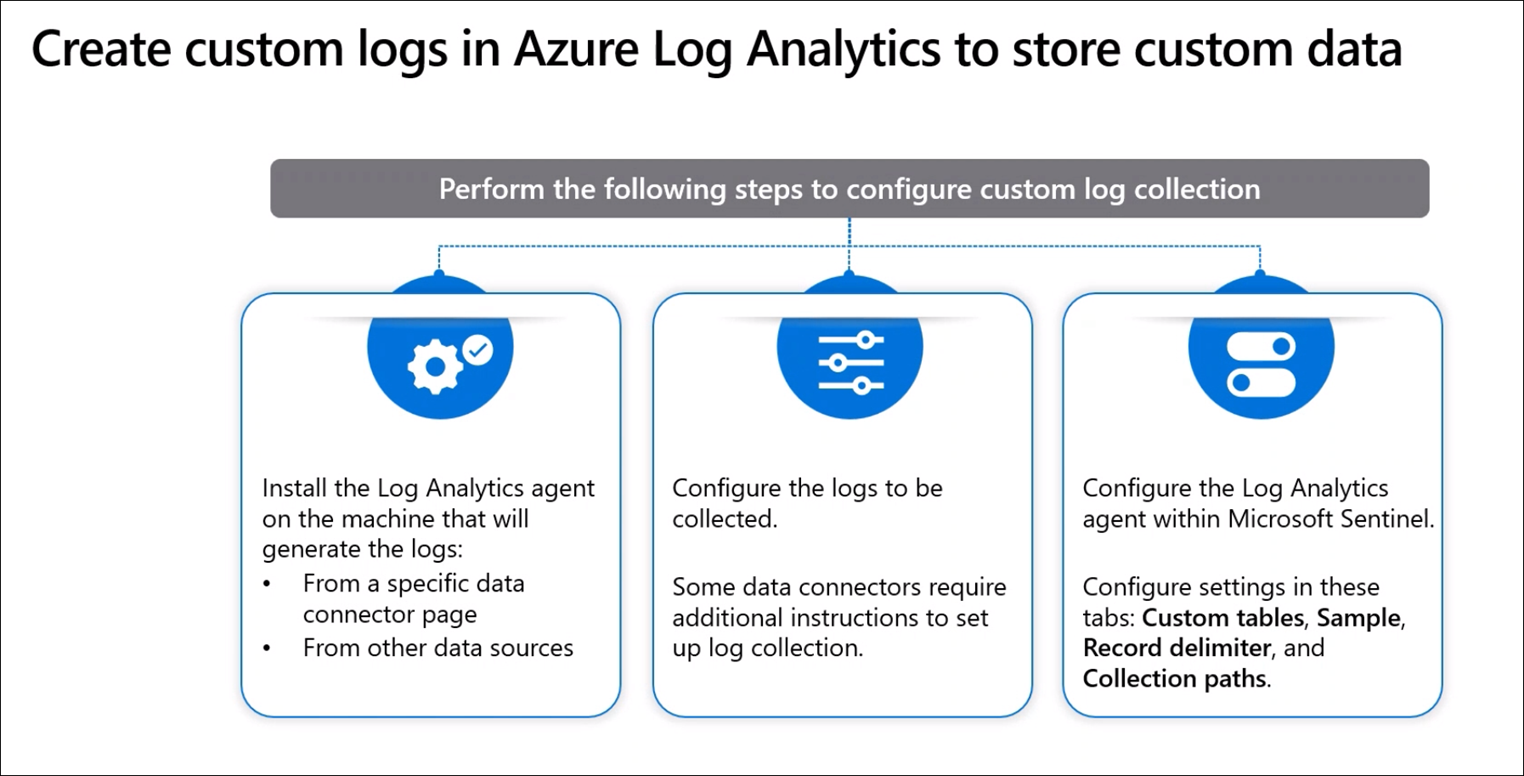 Create custom logs in Azure Log Analytics to store custom data
Perform the following steps to configure custom log collection
Install the Log Analytics agent
on the machine that will
generate the logs:
• From a specific data
connector page
• From other data sources
Configure the logs to be
collected.
Some data connectors require
additional instructions to set
up log collection.
Configure the Log Analytics
agent within Microsoft Sentinel.
Configure settings in these
tabs: Custom tables, Sample,
Record delimiter, and
Collection paths.